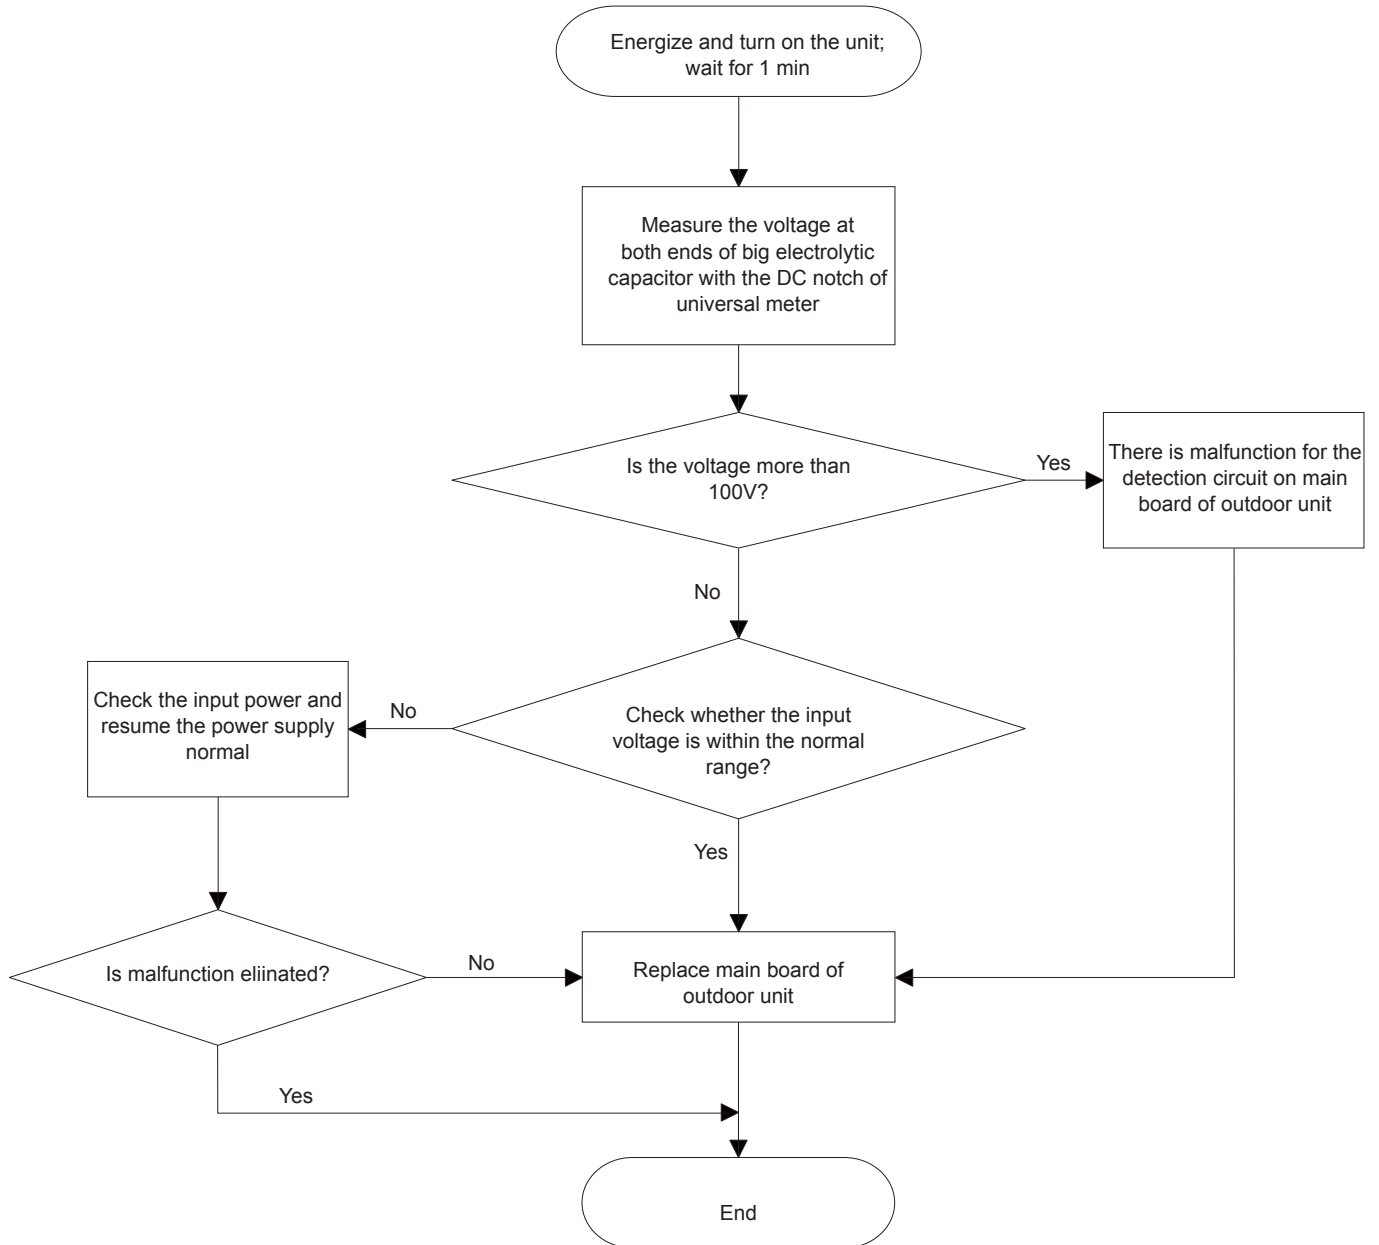 Energize and turn on the unit;
wait for 1 min
Measure the voltage at
both ends of big electrolytic
capacitor with the DC notch of
universal meter
Is the voltage more than
100V?
Yes
There is malfunction for the
detection circuit on main
board of outdoor unit
No
Check whether the input
voltage is within the normal
range?
No
Check the input power and
resume the power supply
normal
Yes
Is malfunction eliinated?
No
Replace main board of
outdoor unit
Yes
End